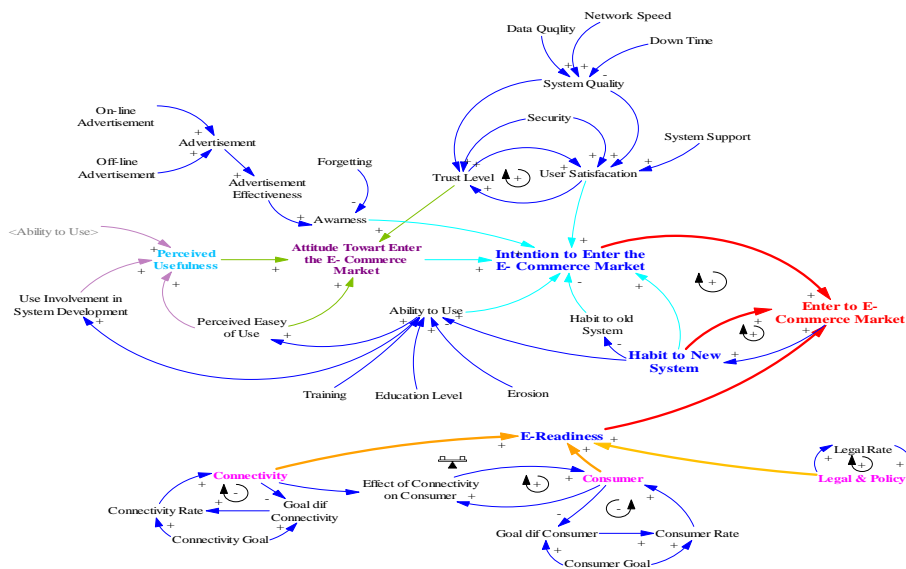 Network Speed
Data Quqlity
Down Time
System Quality
On-line
Advertisement
Security
System Support
Advertisement
Off-line
Advertisement
Forgetting
Advertisement
Effectiveness
Trust Level
User Satisfacation
Awarness
<Ability to Use>
Perceived
Usefulness
Attitude Towart Enter
the E- Commerce
Market
Intention to Enter the
E- Commerce Market
Use Involvement in
System Development
Perceived Easey
of Use
Ability to Use
Habit to old
System
Enter to E-
Commerce Market
Habit to New
System
Training
Education Level
Erosion
E-Readiness
Connectivity
Effect of Connectivity
on Consumer
Consumer
Legal Rate
Legal & Policy
Connectivity Rate
Goal dif
Connectivity
Connectivity Goal
Goal dif Consumer
Consumer Rate
Consumer Goal